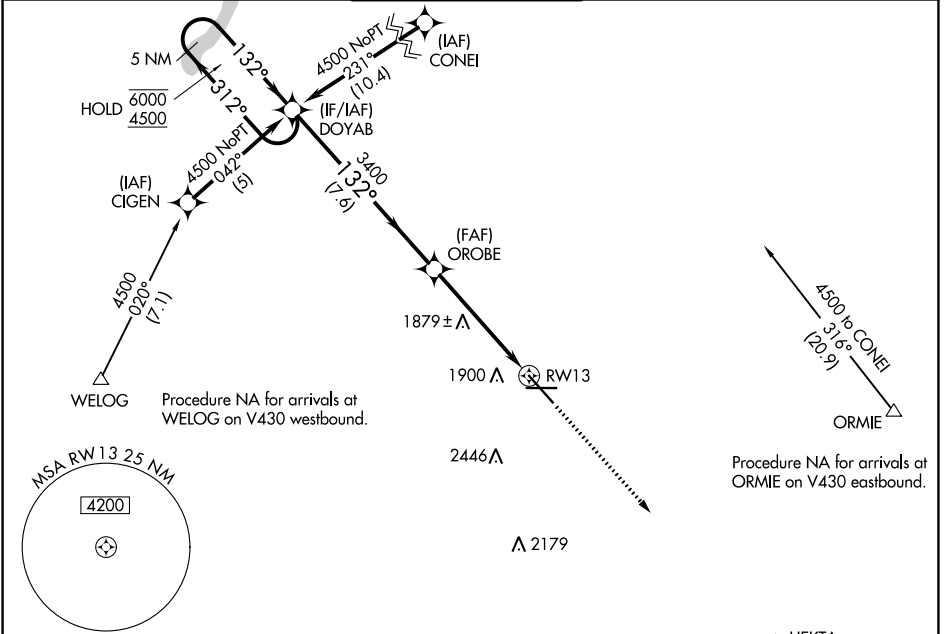 5 NM
132°
312°
HOLD 6000
4500
4500 NoPT
231°
(10.4)
(IAF)
CONEI
(IF/IAF)
DOYAB
4500 NoPT
042°
(5)
(IAF)
CIGEN
3400
132°
(7.6)
(FAF)
OROBE
4500
020°
(7.1)
1879±
1900
RW13
4500 to CONEI
316°
(20.9)
WELOG
Procedure NA for arrivals at
WELOG on V430 westbound.
ORMIE
Procedure NA for arrivals at
ORMIE on V430 eastbound.
2446
MSA RW13 25 NM
4200
2179